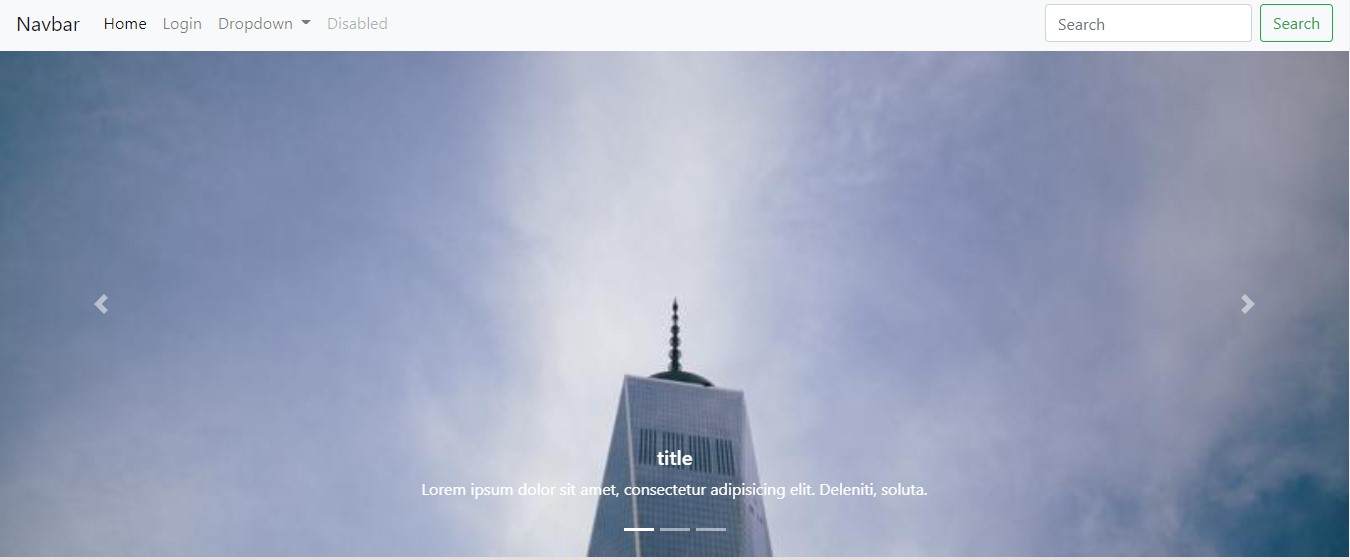 Navbar Home Login Dropdown Disabled Search Search
title
Lorem ipsum dolor sit amet, consectetur adipisicing elit. Deleniti, soluta.